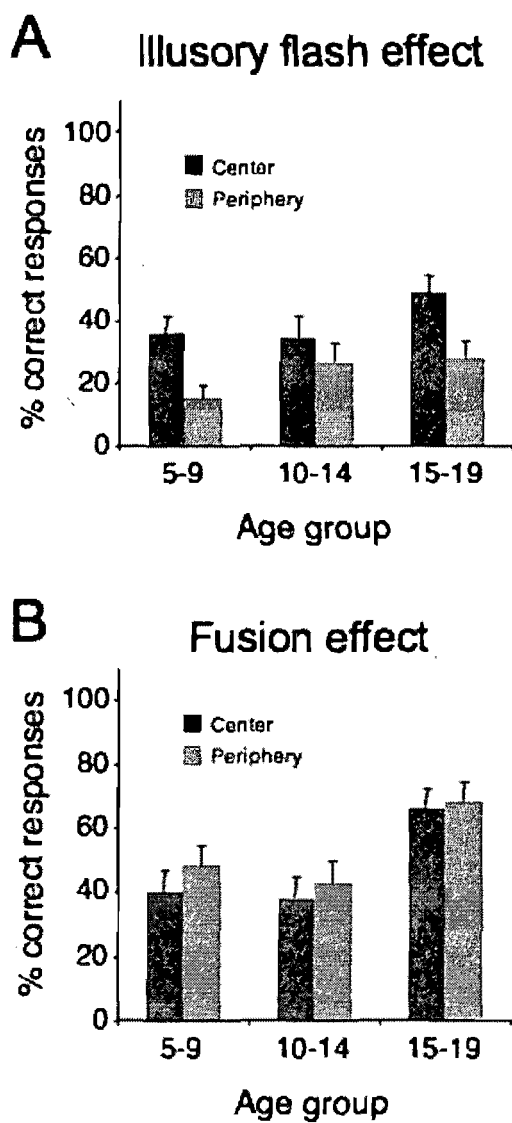 A
Illusory flash effect
% correct responses
100
80
60
40
20
0
Center
Periphery
5-9 10-14 15-19
Age group
B
Fusion effect
% correct responses
100
80
60
40
20
0
Center
Periphery
5-9 10-14 15-19
Age group